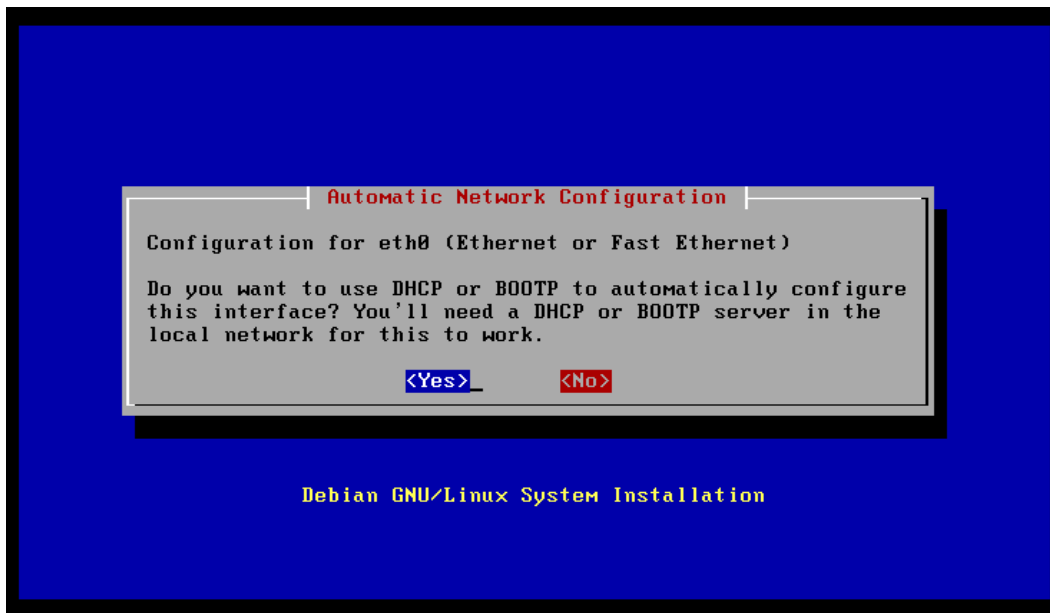 Automatic Network Configuration
Configuration for eth0 (Ethernet or Fast Ethernet)
Do you want to use DHCP or BOOTP to automatically configure
this interface? You'll need a DHCP or BOOTP server in the
local network for this to work.
<Yes> <No>
Debian GNU/Linux System Installation